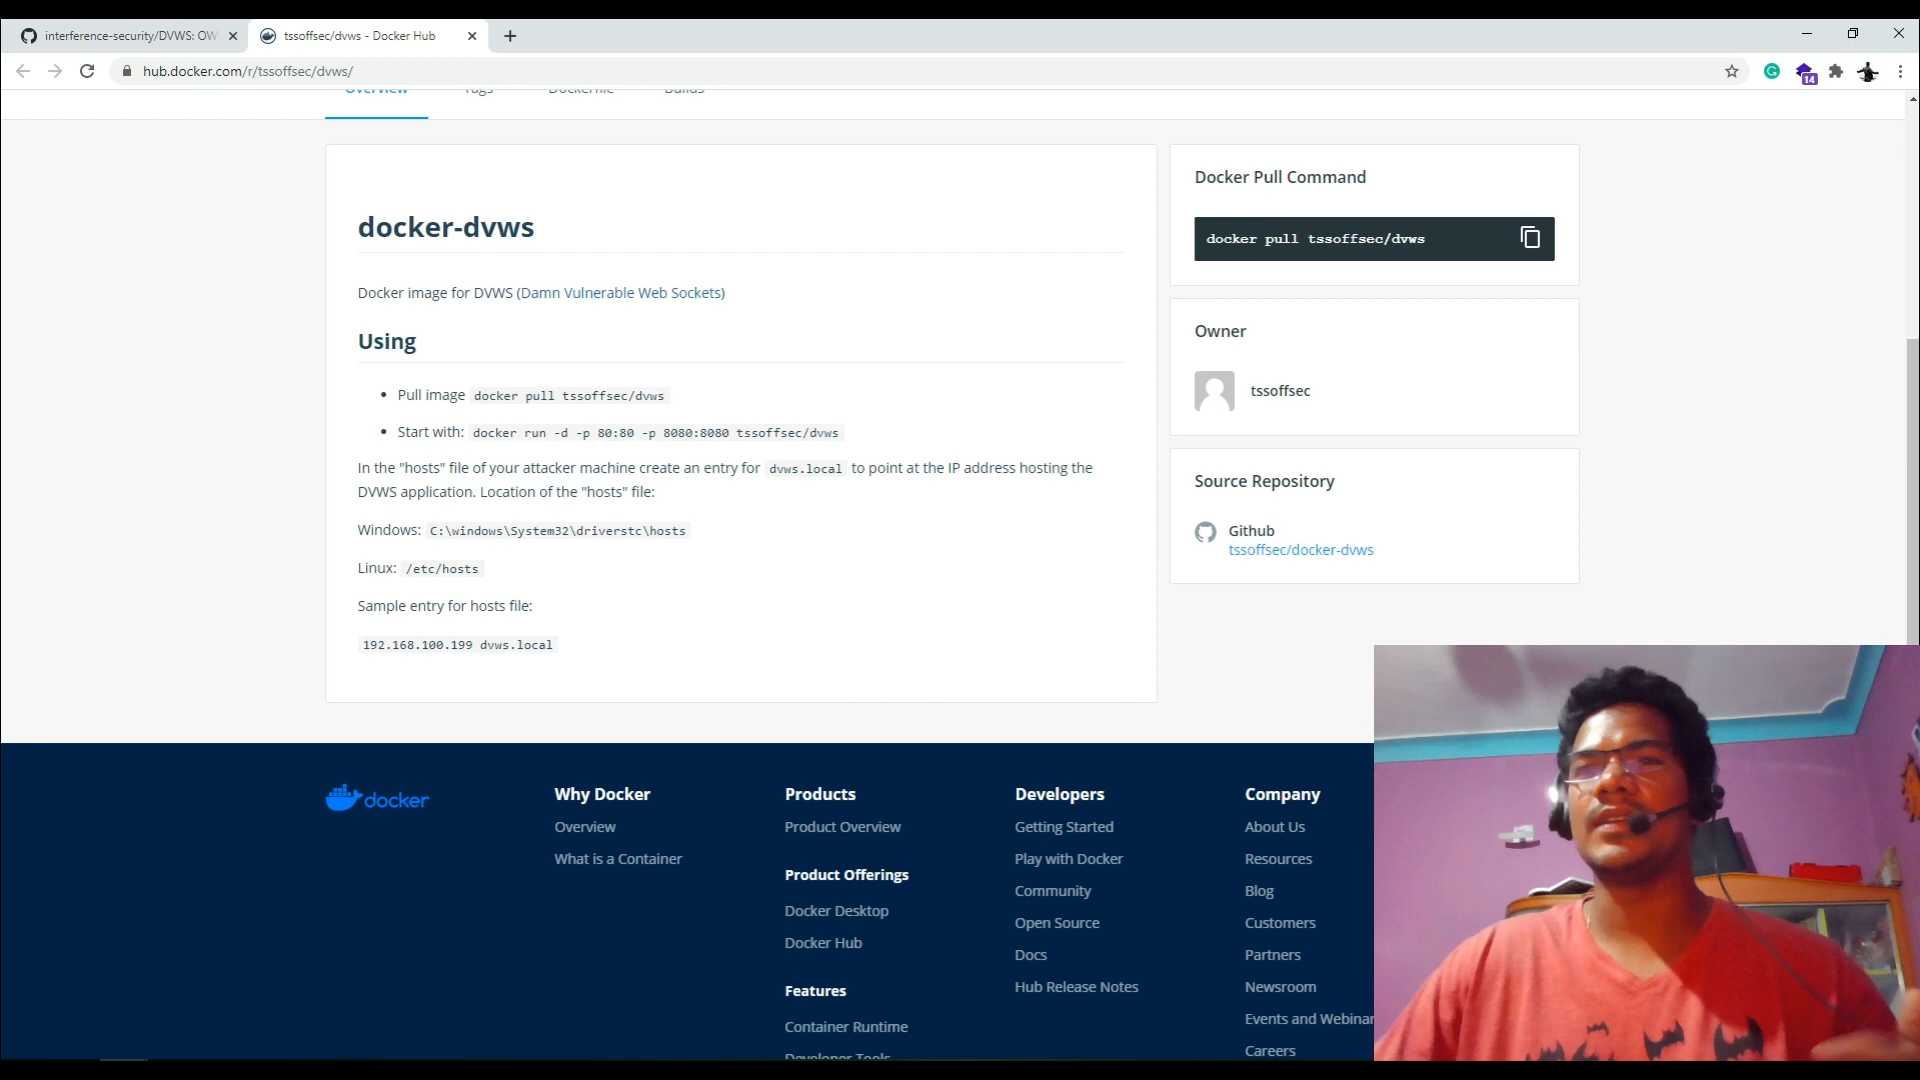 interference-security/DVWS: OW
tssoffsec/dvws - Docker Hub
hub.docker.com/r/tssoffsec/dvws/
14
Overview
Tags
Dockerfile
Builds
docker-dvws
Docker image for DVWS (Damn Vulnerable Web Sockets)
Using
• Pull image docker pull tssoffsec/dvws
• Start with: docker run -d -p 80:80 -p 8080:8080 tssoffsec/dvws
In the "hosts" file of your attacker machine create an entry for dvws.local to point at the IP address hosting the
DVWS application. Location of the "hosts" file:
Windows: C:\windows\System32\driverstc\hosts
Linux: /etc/hosts
Sample entry for hosts file:
192.168.100.199 dvws.local
Docker Pull Command
docker pull tssoffsec/dvws
Owner
tssoffsec
Source Repository
Github
tssoffsec/docker-dvws
docker
Why Docker
Overview
What is a Container
Products
Product Overview
Product Offerings
Docker Desktop
Docker Hub
Features
Container Runtime
Developer Tools
Developers
Getting Started
Play with Docker
Community
Open Source
Docs
Hub Release Notes
Company
About Us
Resources
Blog
Customers
Partners
Newsroom
Events and Webinar
Careers